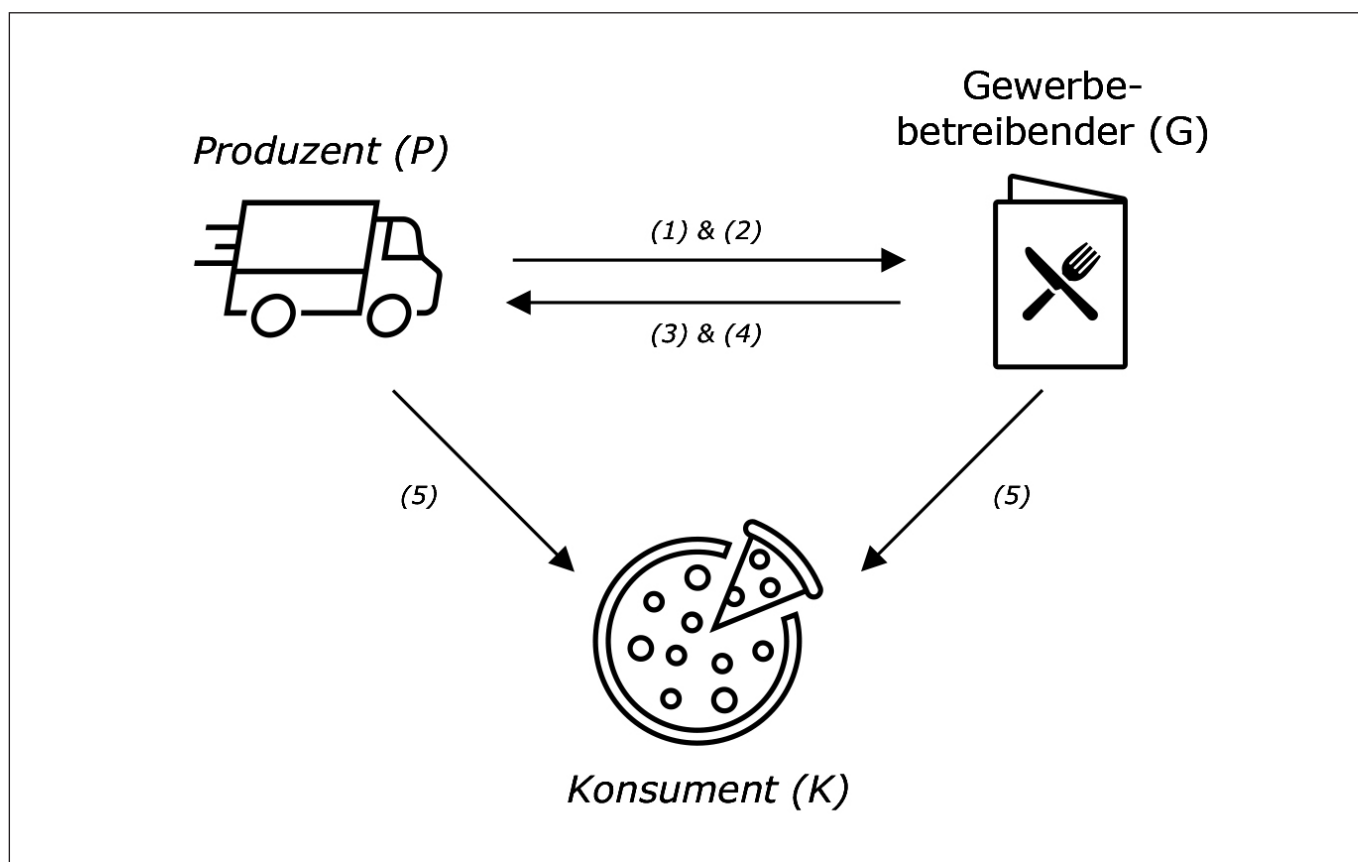 Gewerbe-
betreibender (G)
Produzent (P)
(1) & (2)
(3) & (4)
(5)
(5)
Konsument (K)